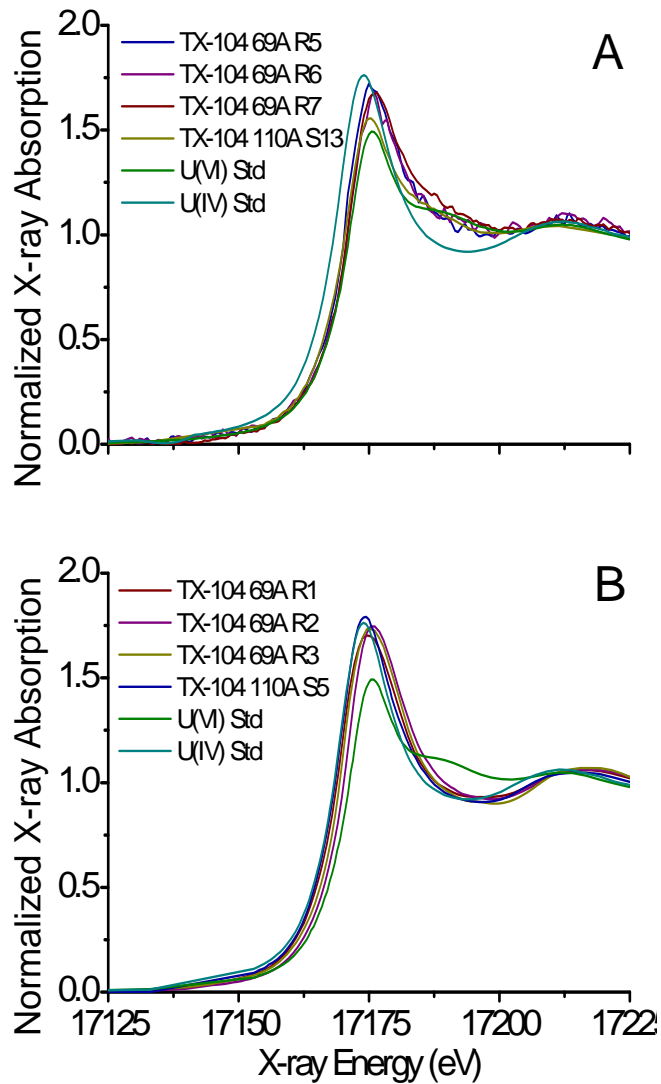 A
2.0
TX-104 69A R5
TX-104 69A R6
TX-104 69A R7
1.5
TX-104 110A S13
U(VI) Std
U(IV) Std
1.0
0.5
0.0
Normalized X-ray Absorption
B
2.0
TX-104 69A R1
TX-104 69A R2
TX-104 69A R3
1.5
TX-104 110A S5
U(VI) Std
U(IV) Std
1.0
0.5
0.0
Normalized X-ray Absorption
17125 17150 17175 17200 17225
X-ray Energy (eV)